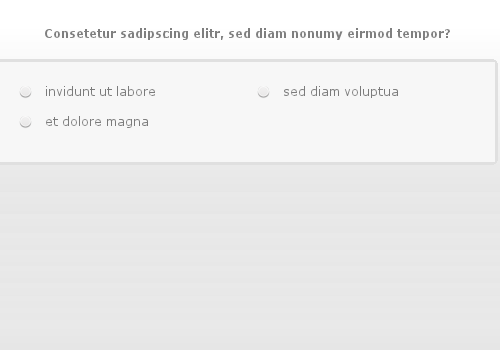 Consetetur sadipscing elitr, sed diam nonumy eirmod tempor?
invidunt ut labore
sed diam voluptua
et dolore magna